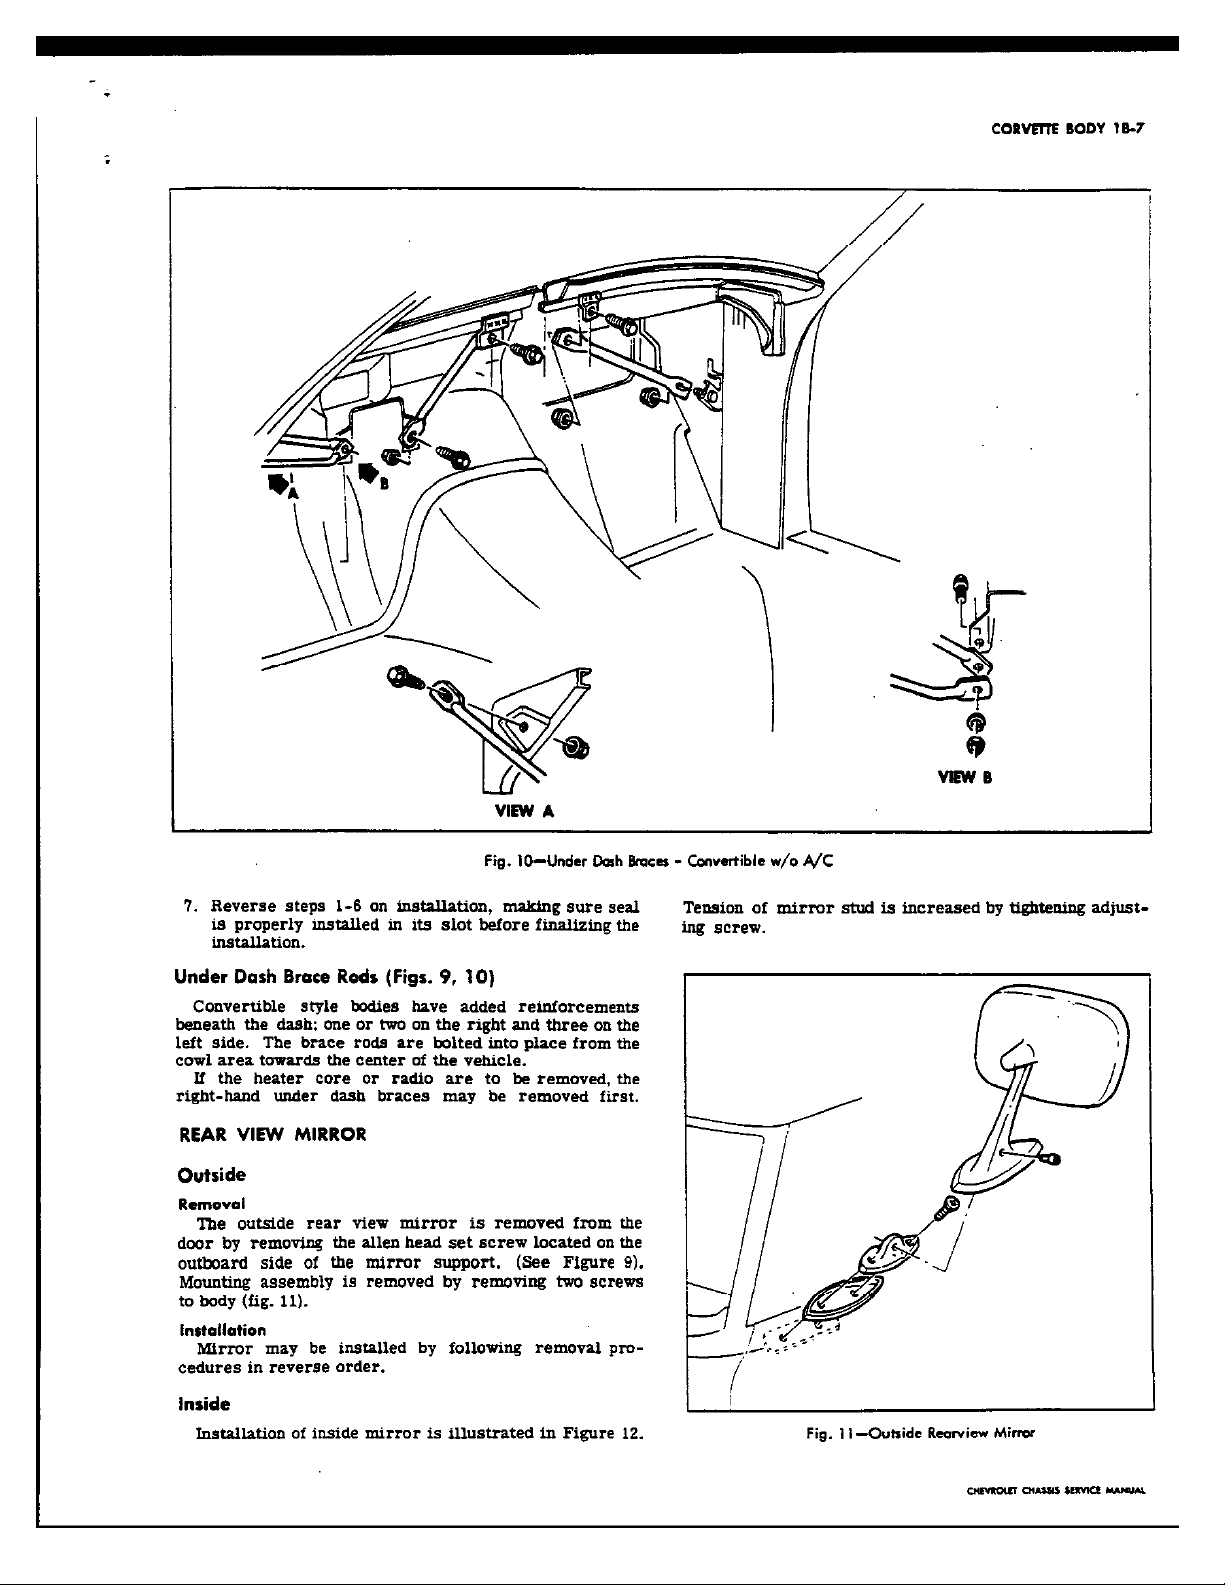 CORVETTE BODY 1B-7
A
B
VIEW A
VIEW B
Fig. 10—Under Dash Braces - Convertible w/o A/C
7. Reverse steps 1-6 on installation, making sure seal
is properly installed in its slot before finalizing the
installation.
Under Dash Brace Rods (Figs. 9, 10)
Convertible style bodies have added reinforcements
beneath the dash; one or two on the right and three on the
left side. The brace rods are bolted into place from the
cowl area towards the center of the vehicle.
If the heater core or radio are to be removed, the
right-hand under dash braces may be removed first.
REAR VIEW MIRROR
Outside
Removal
The outside rear view mirror is removed from the
door by removing the allen head set screw located on the
outboard side of the mirror support. (See Figure 9).
Mounting assembly is removed by removing two screws
to body (fig. 11).
Installation
Mirror may be installed by following removal pro-
cedures in reverse order.
Inside
Installation of inside mirror is illustrated in Figure 12.
Tension of mirror stud is increased by tightening adjust-
ing screw.
Fig. 11—Outside Rearview Mirror
CHEVROLET CHASSIS SERVICE MANUAL